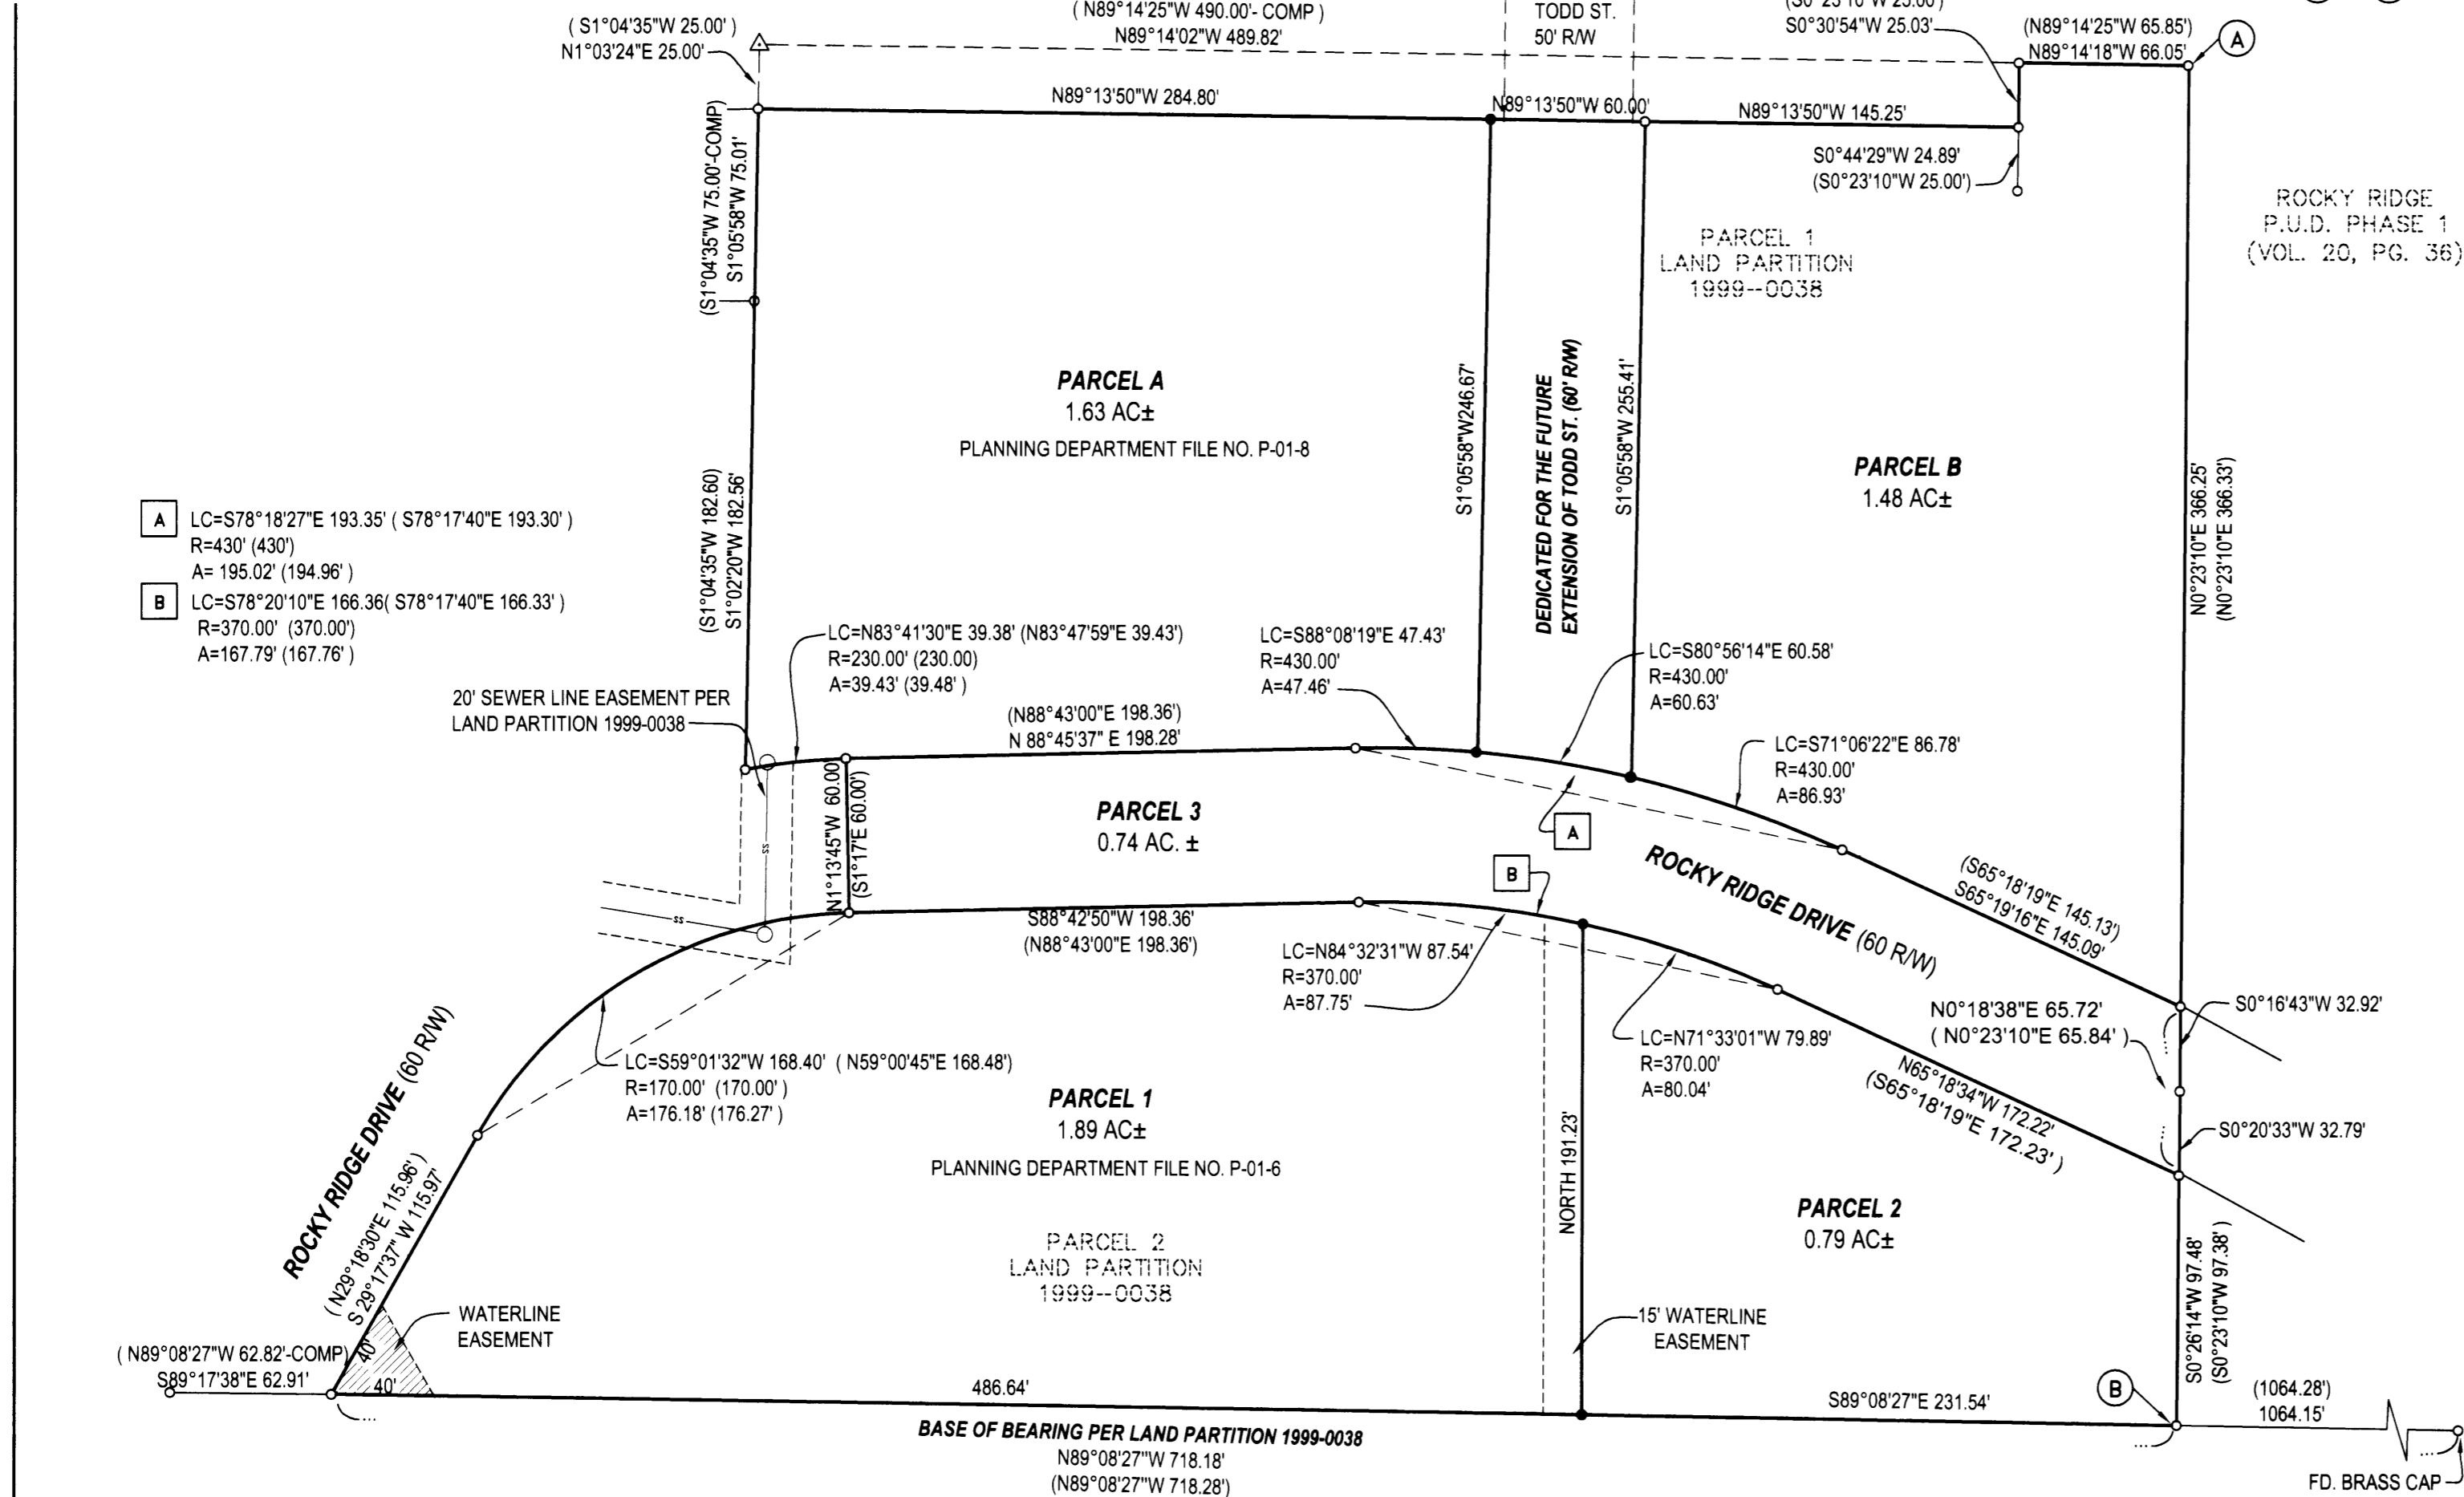 ( S1°04'35"W 25.00' )
N1°03'24"E 25.00'
( N89°14'25"W 490.00'- COMP )
N89°14'02"W 489.82'
TODD ST.
50' R/W
S0°30'54"W 25.03'
(N89°14'25"W 65.85')
N89°14'18"W 66.05'
A
N89°13'50"W 284.80'
N89°13'50"W 60.00'
N89°13'50"W 145.25'
S0°44'29"W 24.89'
(S0°23'10"W 25.00')
(S1°04'35"W 75.00'-COMP)
S1°05'58"W 75.01'
ROCKY RIDGE
P.U.D. PHASE 1
(VOL. 20, PG. 36)
PARCEL 1
LAND PARTITION
1999--0038
PARCEL A
1.63 AC±
PLANNING DEPARTMENT FILE NO. P-01-8
S1°05'58"W246.67'
DEDICATED FOR THE FUTURE
EXTENSION OF TODD ST. (60' R/W)
S1°05'58"W 255.41'
PARCEL B
1.48 AC±
N0°23'10"E 366.25'
(N0°23'10"E 366.33')
(S1°04'35"W 182.60)
S1°02'20"W 182.56'
A LC=S78°18'27"E 193.35' ( S78°17'40"E 193.30' )
R=430' (430')
A= 195.02' (194.96' )
B LC=S78°20'10"E 166.36( S78°17'40"E 166.33' )
R=370.00' (370.00')
A=167.79' (167.76' )
20' SEWER LINE EASEMENT PER
LAND PARTITION 1999-0038
LC=N83°41'30"E 39.38' (N83°47'59"E 39.43')
R=230.00' (230.00)
A=39.43' (39.48' )
LC=S88°08'19"E 47.43'
R=430.00'
A=47.46'
LC=S80°56'14"E 60.58'
R=430.00'
A=60.63'
(N88°43'00"E 198.36')
N 88°45'37" E 198.28'
LC=S71°06'22"E 86.78'
R=430.00'
A=86.93'
N1°13'45"W 60.00'
(S1°17'E 60.00')
PARCEL 3
0.74 AC. ±
A
B
ROCKY RIDGE DRIVE (60 R/W)
(S65°18'19"E 145.13')
S65°19'16"E 145.09'
ss
ss
S88°42'50"W 198.36'
(N88°43'00"E 198.36')
LC=N84°32'31"W 87.54'
R=370.00'
A=87.75'
N0°18'38"E 65.72'
( N0°23'10"E 65.84' )
S0°16'43"W 32.92'
LC=N71°33'01"W 79.89'
R=370.00'
A=80.04'
N65°18'34"W 172.22'
(S65°18'19"E 172.23' )
S0°20'33"W 32.79'
LC=S59°01'32"W 168.40' ( N59°00'45"E 168.48')
R=170.00' (170.00' )
A=176.18' (176.27' )
ROCKY RIDGE DRIVE (60 R/W)
PARCEL 1
1.89 AC±
PLANNING DEPARTMENT FILE NO. P-01-6
PARCEL 2
LAND PARTITION
1999--0038
NORTH 191.23'
PARCEL 2
0.79 AC±
S0°26'14"W 97.48'
(S0°23'10"W 97.38')
(N29°18'30"E 115.96' )
S 29°17'37" W 115.97'
WATERLINE
EASEMENT
40'
40'
15' WATERLINE
EASEMENT
( N89°08'27"W 62.82'-COMP)
S89°17'38"E 62.91'
486.64'
S89°08'27"E 231.54'
B
(1064.28')
1064.15'
BASE OF BEARING PER LAND PARTITION 1999-0038
N89°08'27"W 718.18'
(N89°08'27"W 718.28')
FD. BRASS CAP